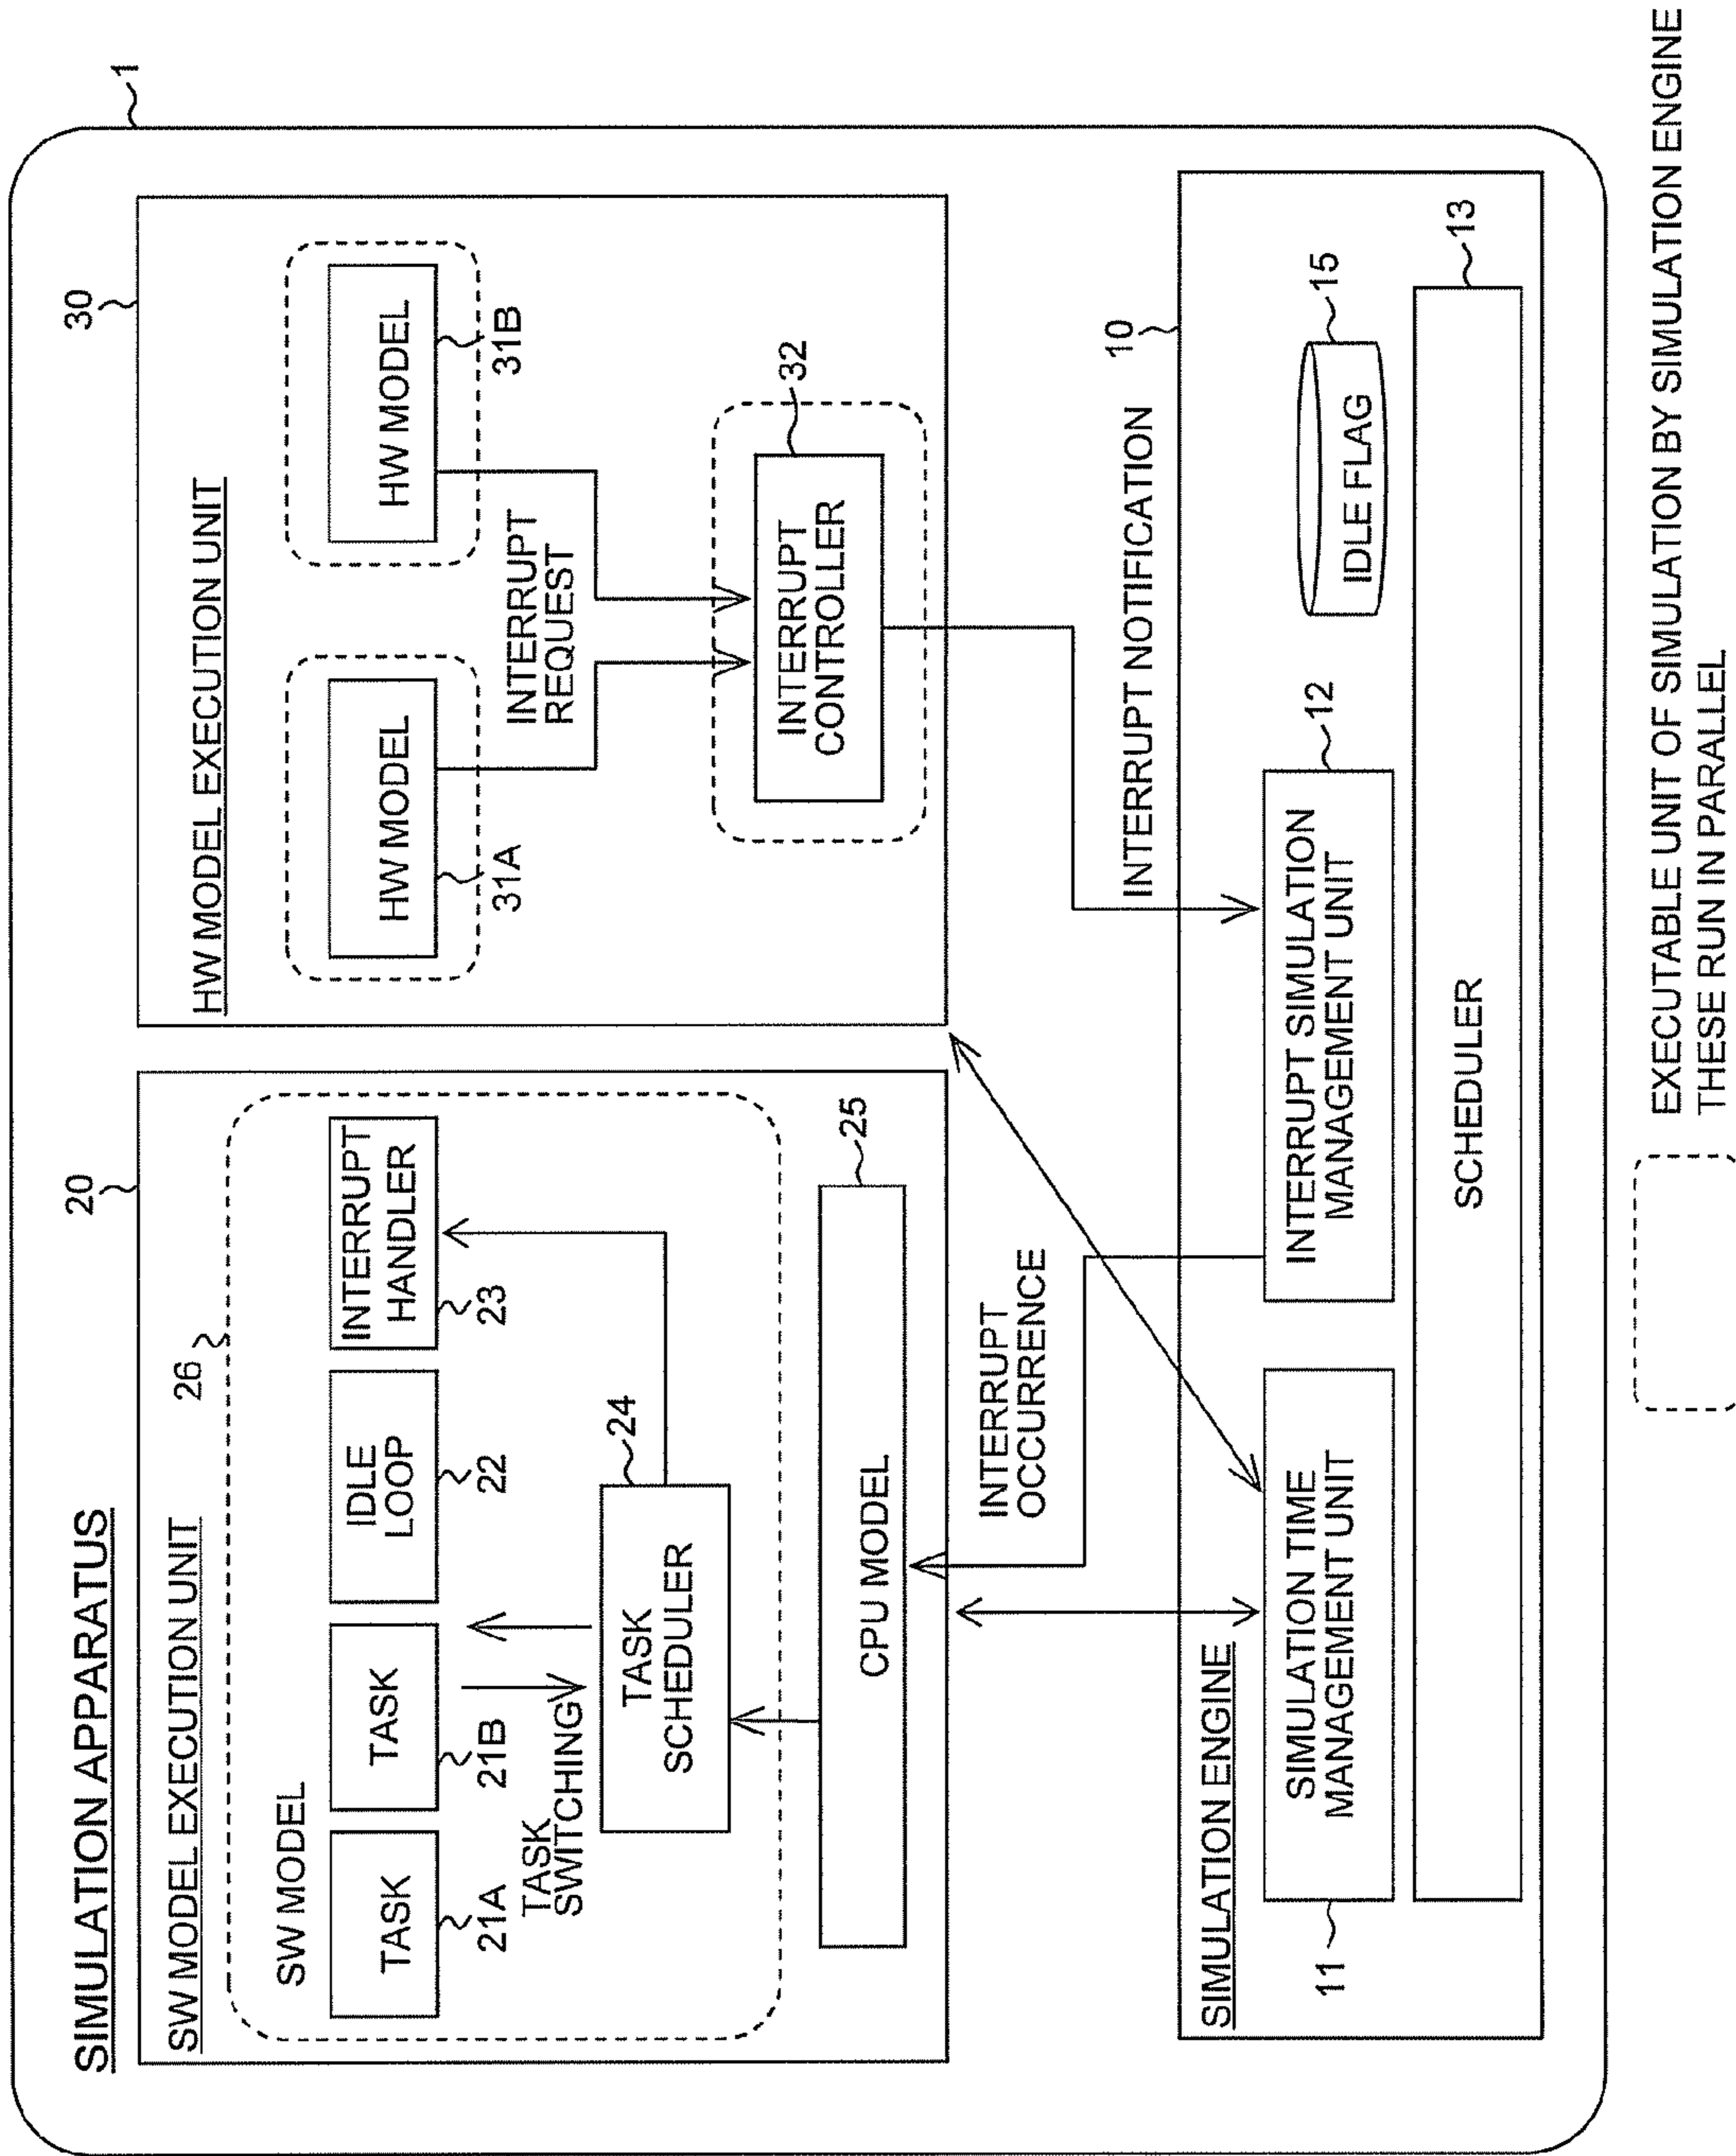 SIMULATION APPARATUS
1
SW MODEL EXECUTION UNIT
20
26
SW MODEL
TASK
21A
TASK
21B
IDLE
LOOP
22
INTERRUPT
HANDLER
23
TASK
SWITCHING
TASK
SCHEDULER
24
CPU MODEL
25
HW MODEL EXECUTION UNIT
30
HW MODEL
31A
HW MODEL
31B
INTERRUPT
REQUEST
INTERRUPT
CONTROLLER
32
INTERRUPT
OCCURRENCE
INTERRUPT NOTIFICATION
10
SIMULATION ENGINE
SIMULATION TIME
MANAGEMENT UNIT
11
INTERRUPT SIMULATION
MANAGEMENT UNIT
12
IDLE FLAG
15
SCHEDULER
13
EXECUTABLE UNIT OF SIMULATION BY SIMULATION ENGINE
THESE RUN IN PARALLEL